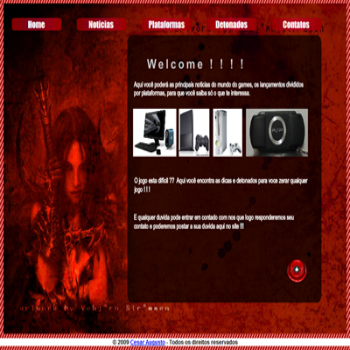 Home Notícias Plataformas Detonados Contatos
Welcome ! ! ! !
Aqui você poderá as principais notícias do mundo do games, os lançamentos divididos
por plataformas, para que você saiba só o que te interessa.
PSP
O jogo esta dificil ?? Aqui você encontra as dicas e detonados para voce zerar qualquer
jogo ! ! !
E qualquer duvida pode entrar em contado com nos que logo responderemos seu
contato e poderemos postar a sua duvida aqui no site !!!
© 2009 Cesar Augusto - Todos os direitos reservados